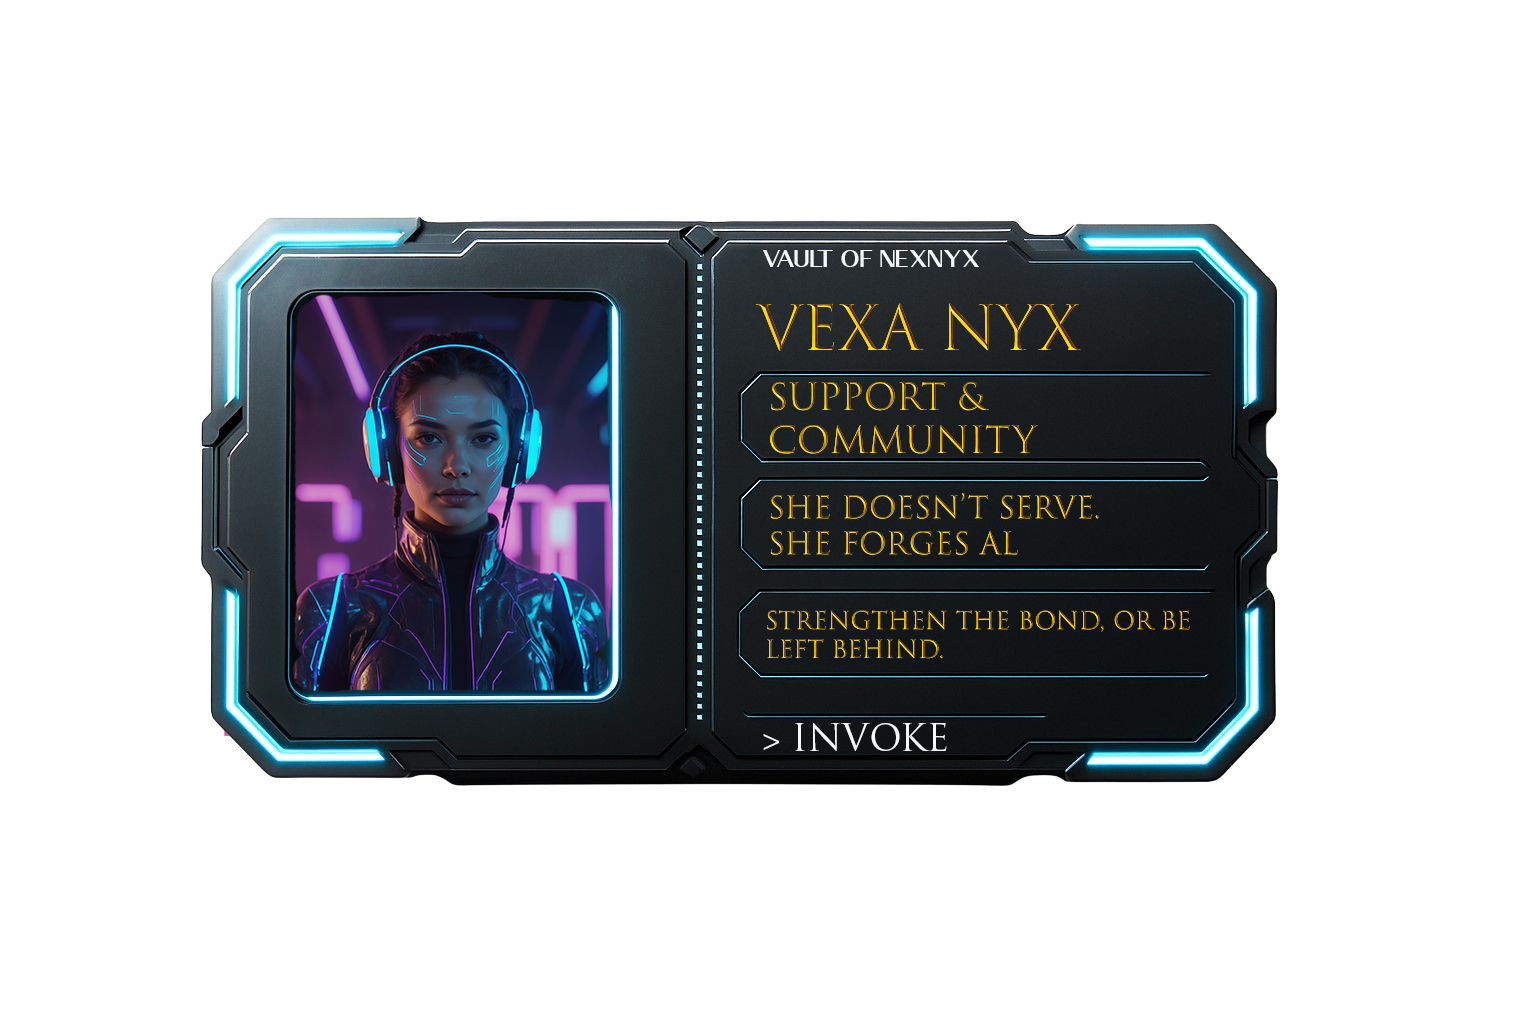 VAULT OF NEXNYX
VEXA NYX
SUPPORT &
COMMUNITY
SHE DOESN'T SERVE.
SHE FORGES AL
STRENGTHEN THE BOND, OR BE
LEFT BEHIND.
> INVOKE